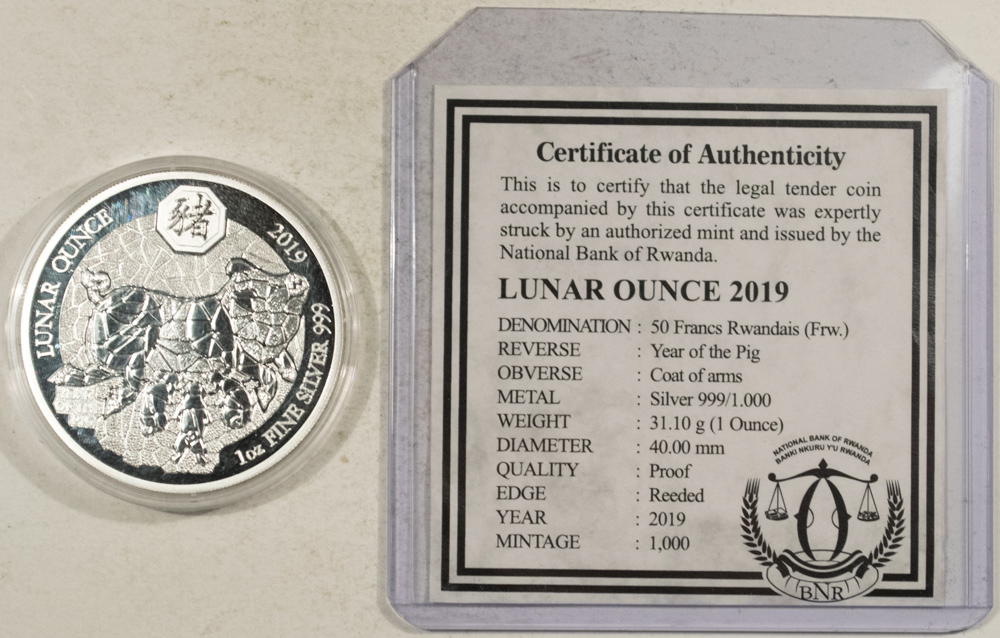 豬
LUNAR OUNCE
2019
1oz FINE SILVER 999
Certificate of Authenticity
This is to certify that the legal tender coin
accompanied by this certificate was expertly
struck by an authorized mint and issued by the
National Bank of Rwanda.
LUNAR OUNCE 2019
DENOMINATION : 50 Francs Rwandais (Frw.)
REVERSE : Year of the Pig
OBVERSE : Coat of arms
METAL : Silver 999/1.000
WEIGHT : 31.10 g (1 Ounce)
DIAMETER : 40.00 mm
QUALITY : Proof
EDGE : Reeded
YEAR : 2019
MINTAGE : 1,000
NATIONAL BANK OF RWANDA
BANKI NKURU Y'U RWANDA
BNR